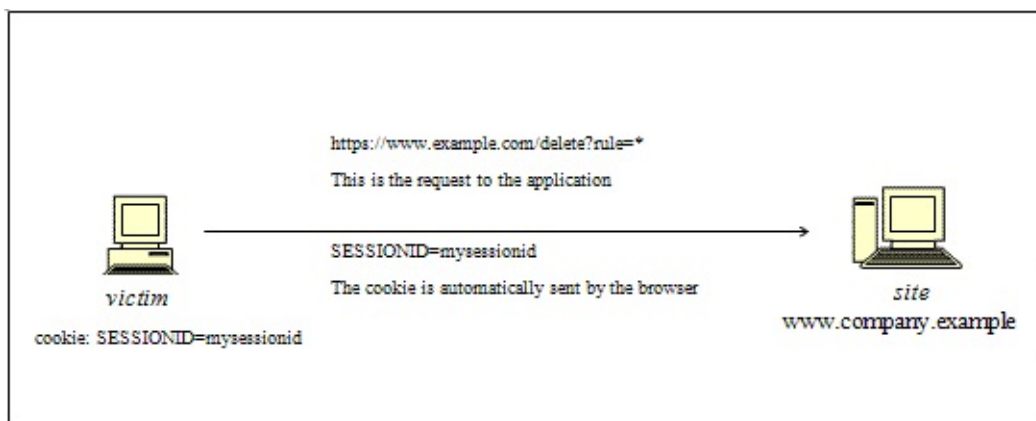 https://www.example.com/delete?rule=*
This is the request to the application
SESSIONID=mysessionid
The cookie is automatically sent by the browser
victim
cookie: SESSIONID=mysessionid
site
www.company.example